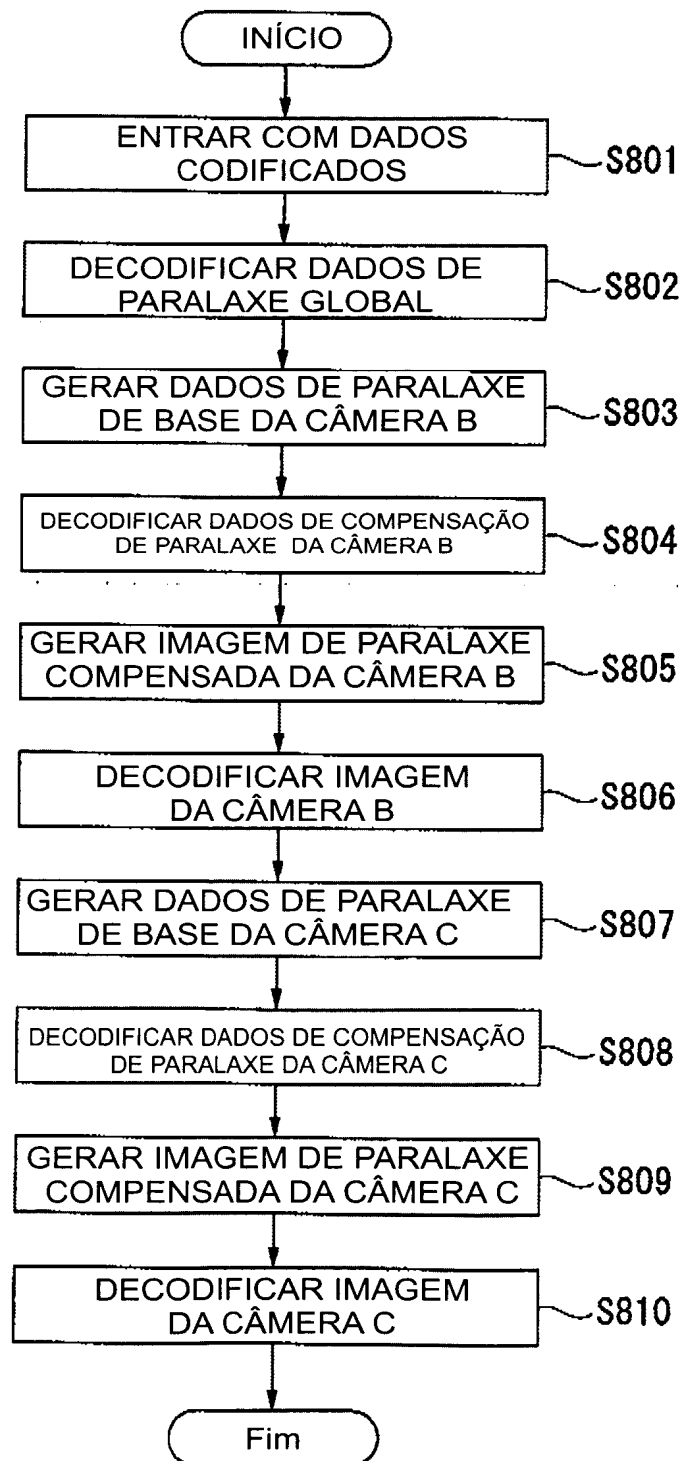 INÍCIO
ENTRAR COM DADOS
CODIFICADOS
S801
DECODIFICAR DADOS DE
PARALAXE GLOBAL
S802
GERAR DADOS DE PARALAXE
DE BASE DA CÂMERA B
S803
DECODIFICAR DADOS DE COMPENSAÇÃO
DE PARALAXE DA CÂMERA B
S804
GERAR IMAGEM DE PARALAXE
COMPENSADA DA CÂMERA B
S805
DECODIFICAR IMAGEM
DA CÂMERA B
S806
GERAR DADOS DE PARALAXE
DE BASE DA CÂMERA C
S807
DECODIFICAR DADOS DE COMPENSAÇÃO
DE PARALAXE DA CÂMERA C
S808
GERAR IMAGEM DE PARALAXE
COMPENSADA DA CÂMERA C
S809
DECODIFICAR IMAGEM
DA CÂMERA C
S810
Fim